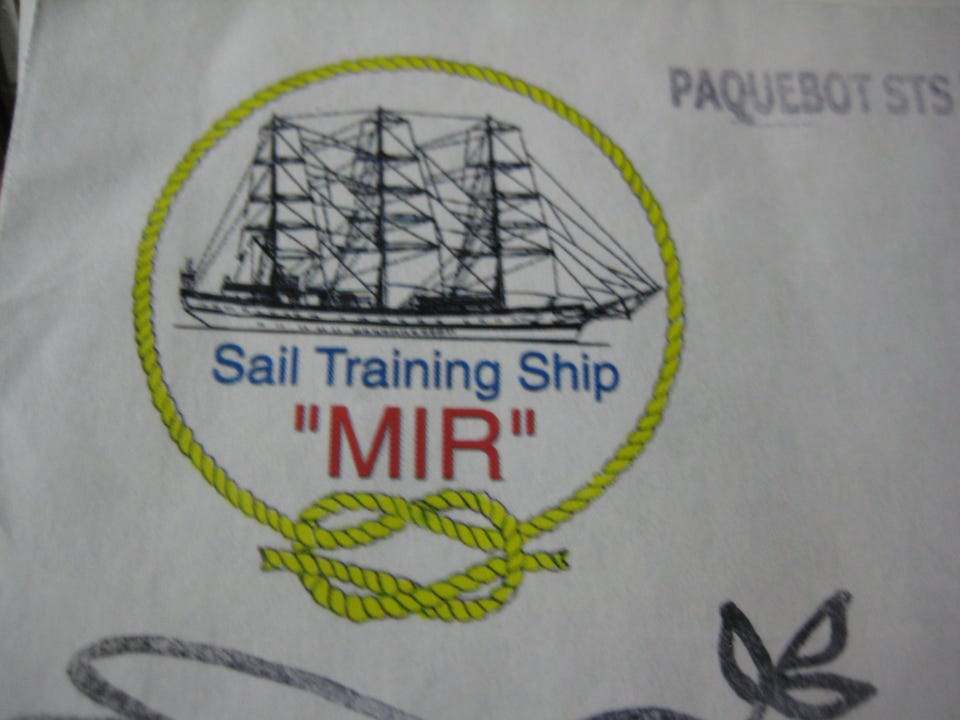 PAQUEBOT STS
Sail Training Ship
"MIR"